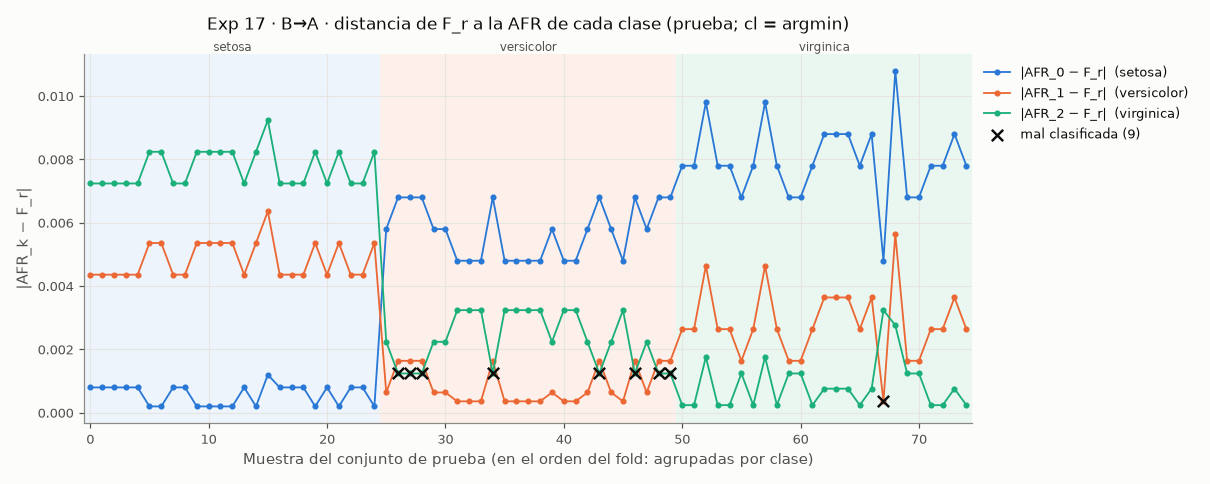 Exp 17 · B→A · distancia de F_r a la AFR de cada clase (prueba; cl = argmin)
setosa
versicolor
virginica
|AFR_0 − F_r| (setosa)
|AFR_1 − F_r| (versicolor)
|AFR_2 − F_r| (virginica)
mal clasificada (9)
|AFR_k − F_r|
0.010
0.008
0.006
0.004
0.002
0.000
0
10
20
30
40
50
60
70
Muestra del conjunto de prueba (en el orden del fold: agrupadas por clase)